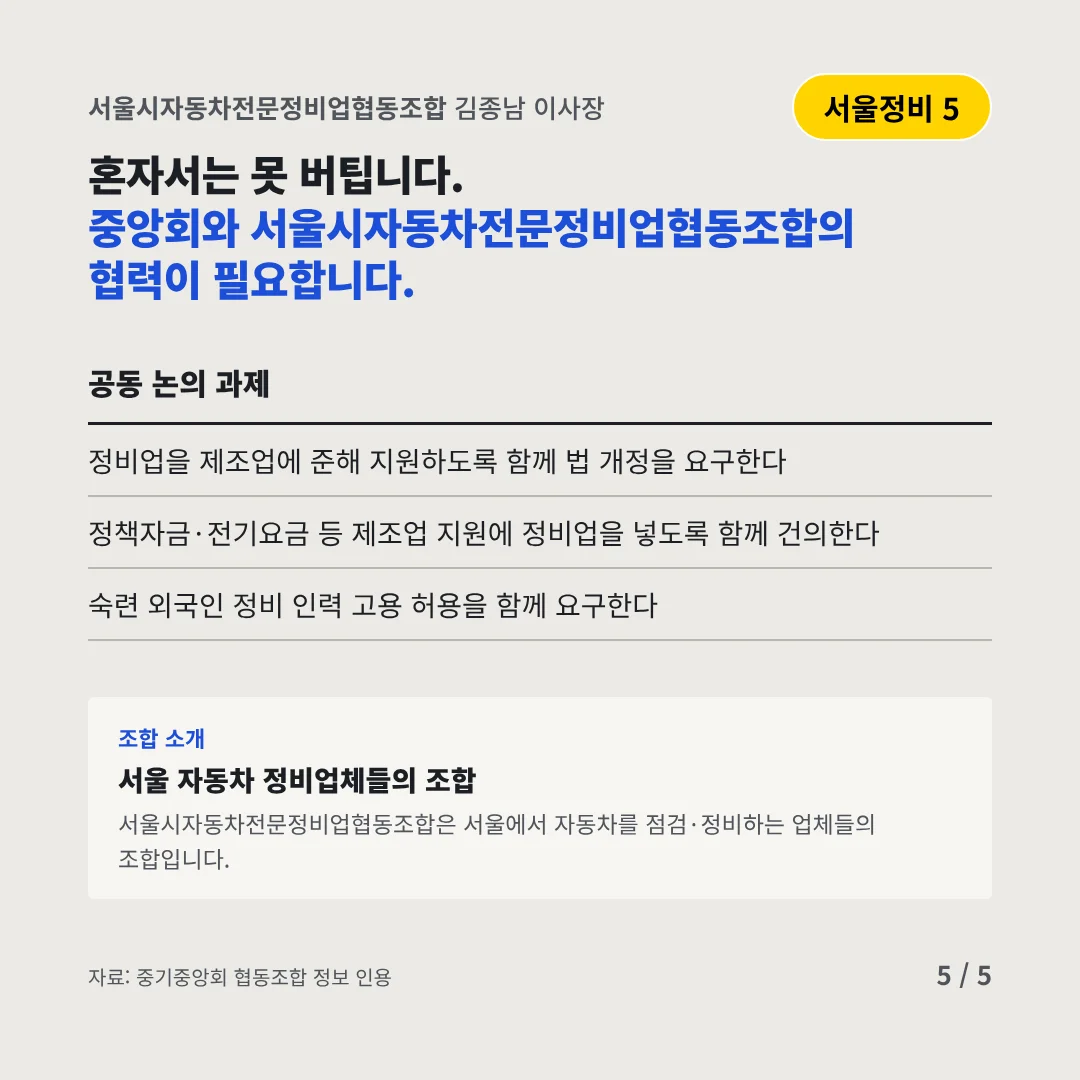 서울시자동차전문정비업협동조합 김종남 이사장
서울정비 5
혼자서는 못 버팁니다.
중앙회와 서울시자동차전문정비업협동조합의
협력이 필요합니다.
공동 논의 과제
정비업을 제조업에 준해 지원하도록 함께 법 개정을 요구한다
정책자금·전기요금 등 제조업 지원에 정비업을 넣도록 함께 건의한다
숙련 외국인 정비 인력 고용 허용을 함께 요구한다
조합 소개
서울 자동차 정비업체들의 조합
서울시자동차전문정비업협동조합은 서울에서 자동차를 점검·정비하는 업체들의
조합입니다.
자료: 중기중앙회 협동조합 정보 인용
5 / 5